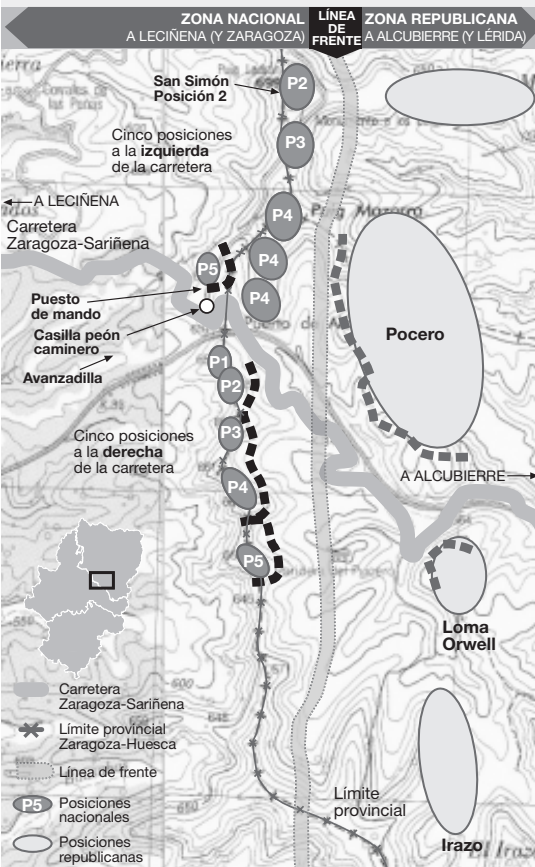 ZONA NACIONAL
A LECIÑENA (Y ZARAGOZA)
LÍNEA
DE
FRENTE
ZONA REPUBLICANA
A ALCUBIERRE (Y LÉRIDA)
San Simón
Posición 2
P2
Cinco posiciones
a la izquierda
de la carretera
P3
A LECIÑENA
Carretera
Zaragoza-Sariñena
P4
P4
P5
P4
Puesto
de mando
Casilla peón
caminero
Avanzadilla
Pocero
P1
P2
Cinco posiciones
a la derecha
de la carretera
P3
P4
P5
A ALCUBIERRE
Loma
Orwell
Carretera
Zaragoza-Sariñena
Límite provincial
Zaragoza-Huesca
Línea de frente
P5
Posiciones
nacionales
Posiciones
republicanas
Límite
provincial
Irazo